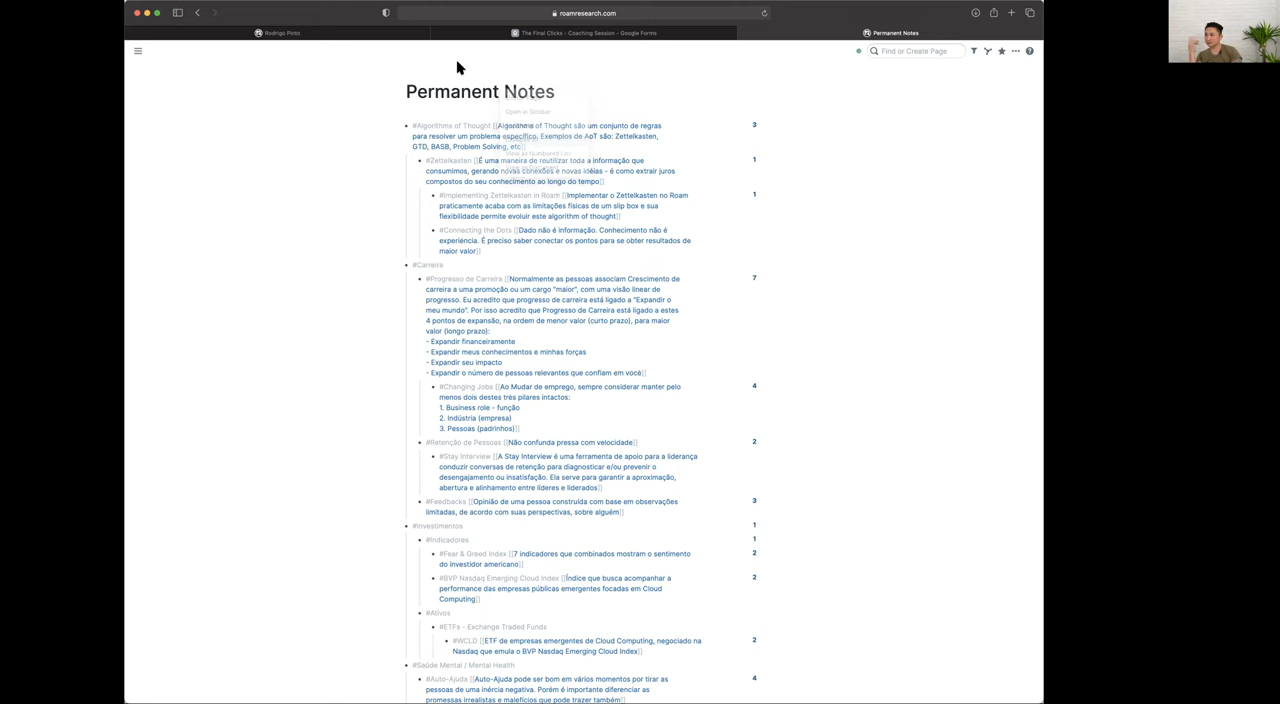 roamresearch.com
Rodrigo Pinto
The Final Clicks - Coaching Session - Google Forms
Permanent Notes
Find or Create Page
Permanent Notes
Open in Sidebar
View as Numbered List
#Algorithms of Thought [[Algorithms of Thought são um conjunto de regras 3
para resolver um problema específico. Exemplos de AoT são: Zettelkasten,
GTD, BASB, Problem Solving, etc]]
#Zettelkasten [[É uma maneira de reutilizar toda a informação que 1
consumimos, gerando novas conexões e novas idéias - é como extrair juros
compostos do seu conhecimento ao longo do tempo]]
#Implementing Zettelkasten in Roam [[Implementar o Zettelkasten no Roam 1
praticamente acaba com as limitações físicas de um slip box e sua
flexibilidade permite evoluir este algorithm of thought]]
#Connecting the Dots [[Dado não é informação. Conhecimento não é
experiência. É preciso saber conectar os pontos para se obter resultados de
maior valor]]
#Carreira
#Progresso de Carreira [[Normalmente as pessoas associam Crescimento de 7
carreira a uma promoção ou um cargo "maior", com uma visão linear de
progresso. Eu acredito que progresso de carreira está ligado a "Expandir o
meu mundo". Por isso acredito que Progresso de Carreira está ligado a estes
4 pontos de expansão, na ordem de menor valor (curto prazo), para maior
valor (longo prazo):
- Expandir financeiramente
- Expandir meus conhecimentos e minhas forças
- Expandir seu impacto
- Expandir o número de pessoas relevantes que confiam em você]]
#Changing Jobs [[Ao Mudar de emprego, sempre considerar manter pelo 4
menos dois destes três pilares intactos:
1. Business role - função
2. Indústria (empresa)
3. Pessoas (padrinhos)]]
#Retenção de Pessoas [[Não confunda pressa com velocidade]] 2
#Stay Interview [[A Stay Interview é uma ferramenta de apoio para a liderança
conduzir conversas de retenção para diagnosticar e/ou prevenir o
desengajamento ou insatisfação. Ela serve para garantir a aproximação,
abertura e alinhamento entre líderes e liderados]]
#Feedbacks [[Opinião de uma pessoa construída com base em observações 3
limitadas, de acordo com suas perspectivas, sobre alguém]]
#Investimentos 1
#Indicadores 1
#Fear & Greed Index [[7 indicadores que combinados mostram o sentimento 2
do investidor americano]]
#BVP Nasdaq Emerging Cloud Index [[Índice que busca acompanhar a 2
performance das empresas públicas emergentes focadas em Cloud
Computing]]
#Ativos
#ETFs - Exchange Traded Funds
#WCLD [[ETF de empresas emergentes de Cloud Computing, negociado na 2
Nasdaq que emula o BVP Nasdaq Emerging Cloud Index]]
#Saúde Mental / Mental Health
#Auto-Ajuda [[Auto-Ajuda pode ser bom em vários momentos por tirar as 4
pessoas de uma inércia negativa. Porém é importante diferenciar as
promessas irrealistas e malefícios que pode trazer também]]